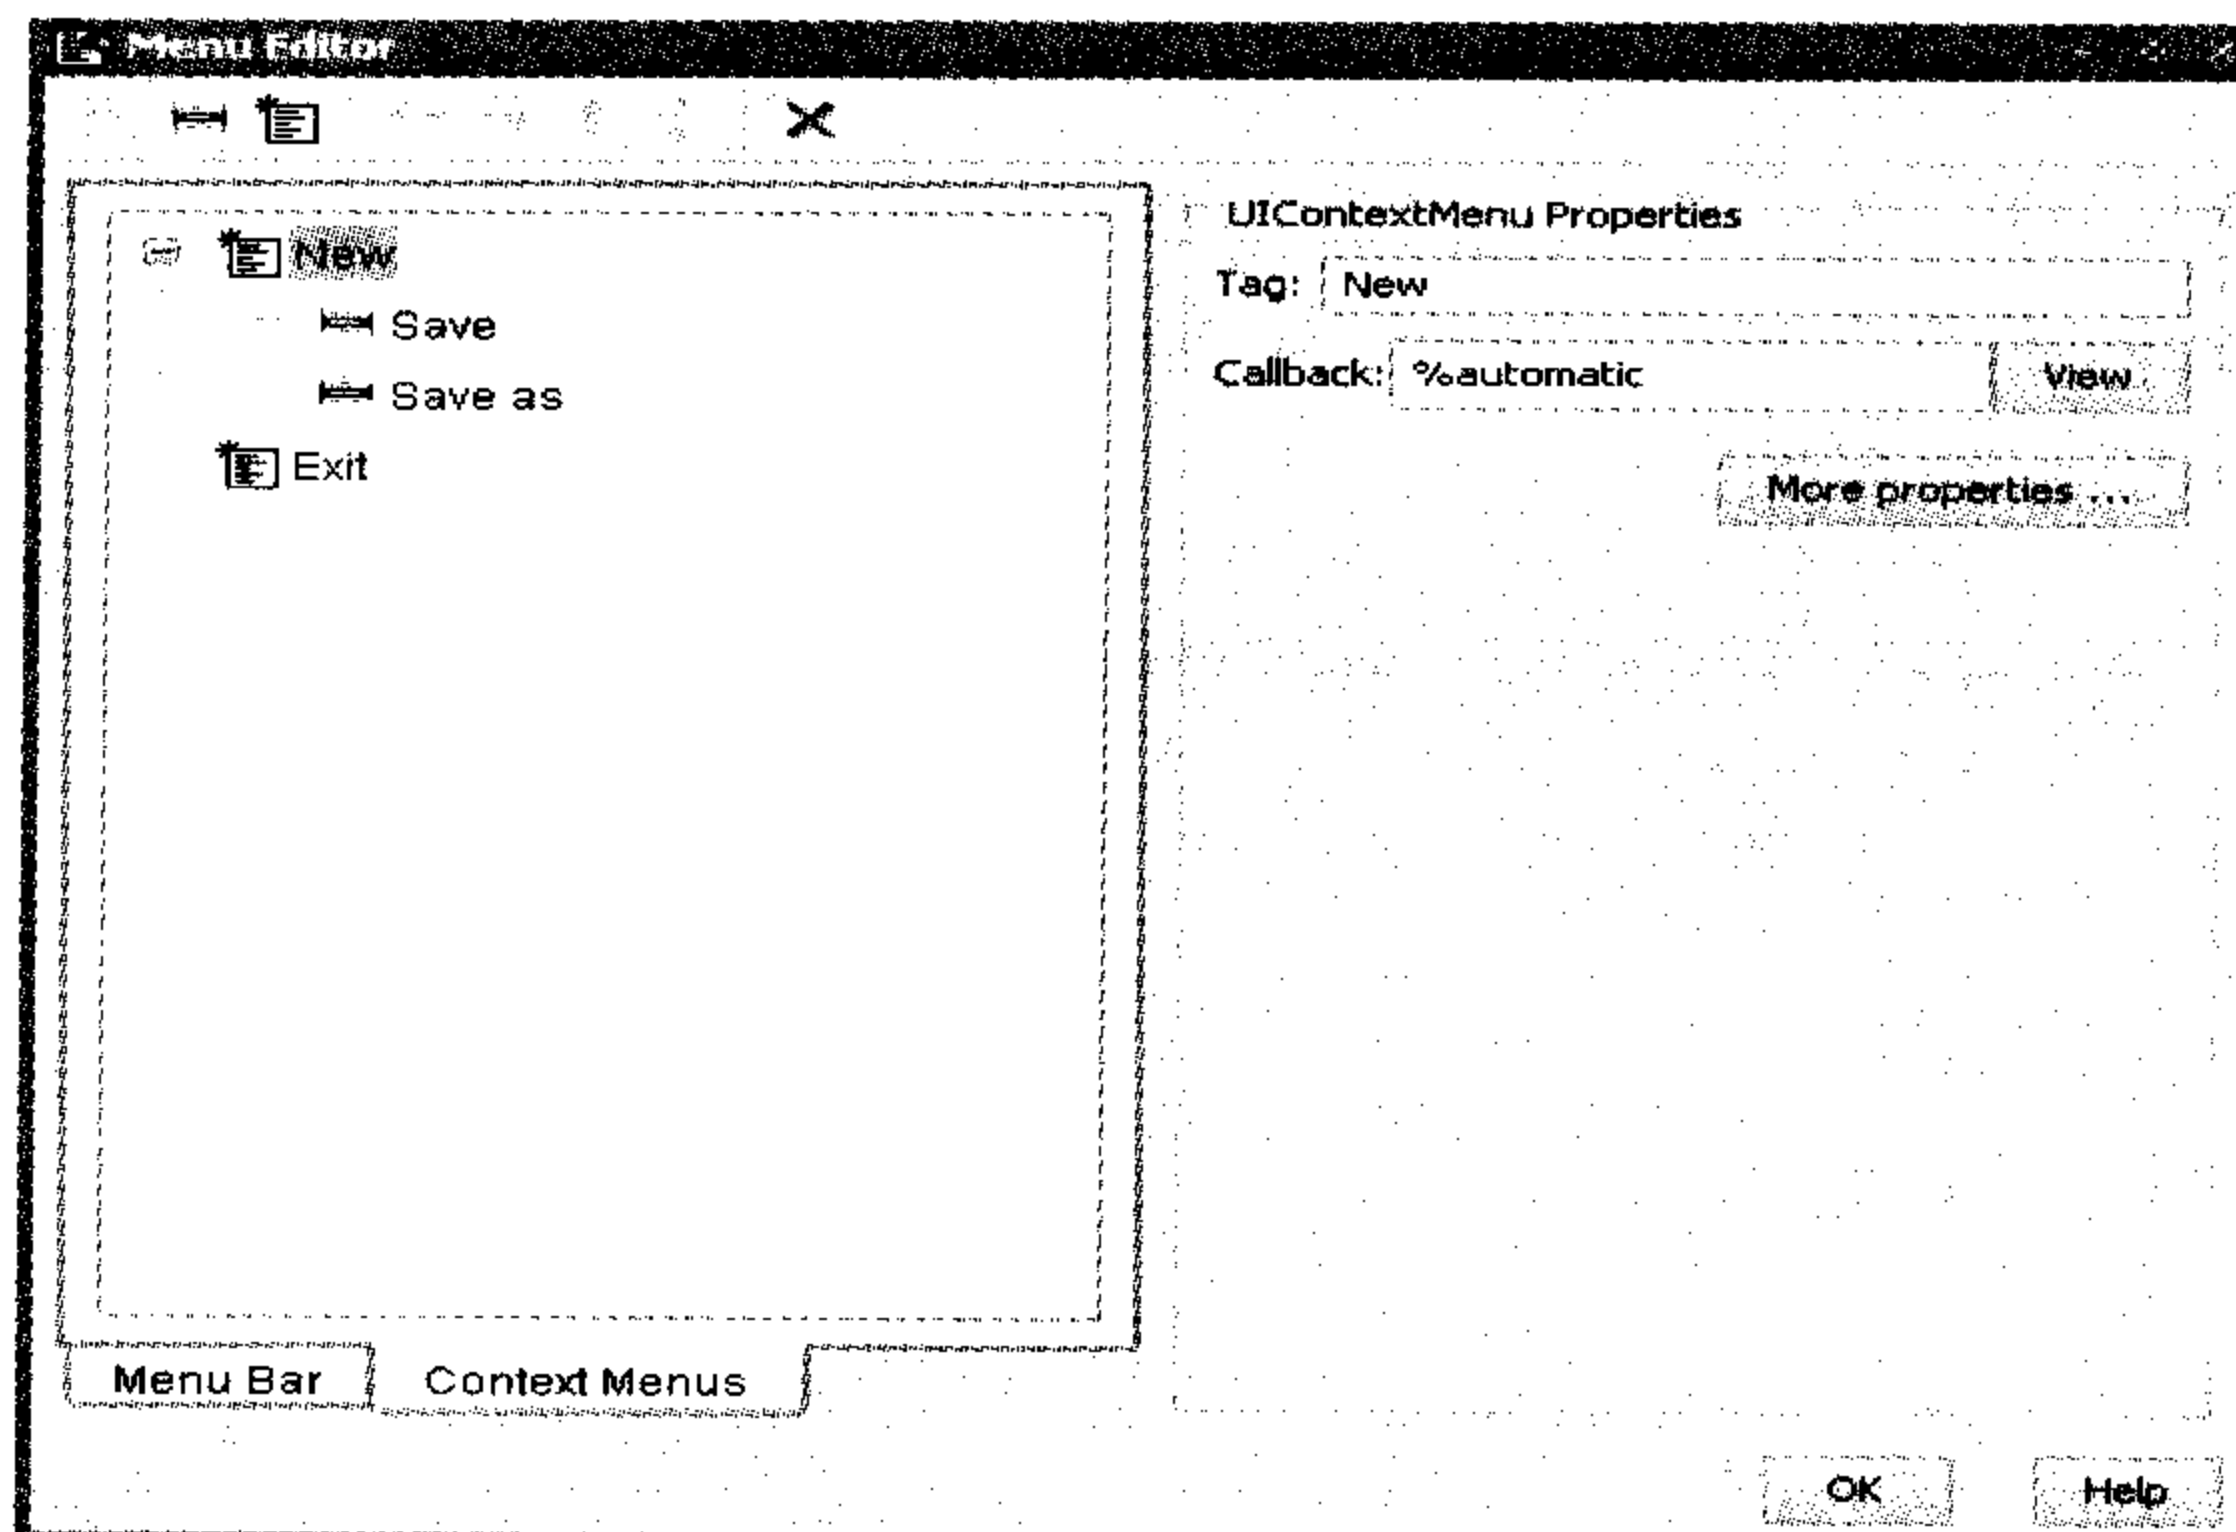 Menu Editor
New
Save
Save as
Exit
Menu Bar
Context Menus
UIContextMenu Properties
Tag: New
Callback: %automatic View
More properties ...
OK Help